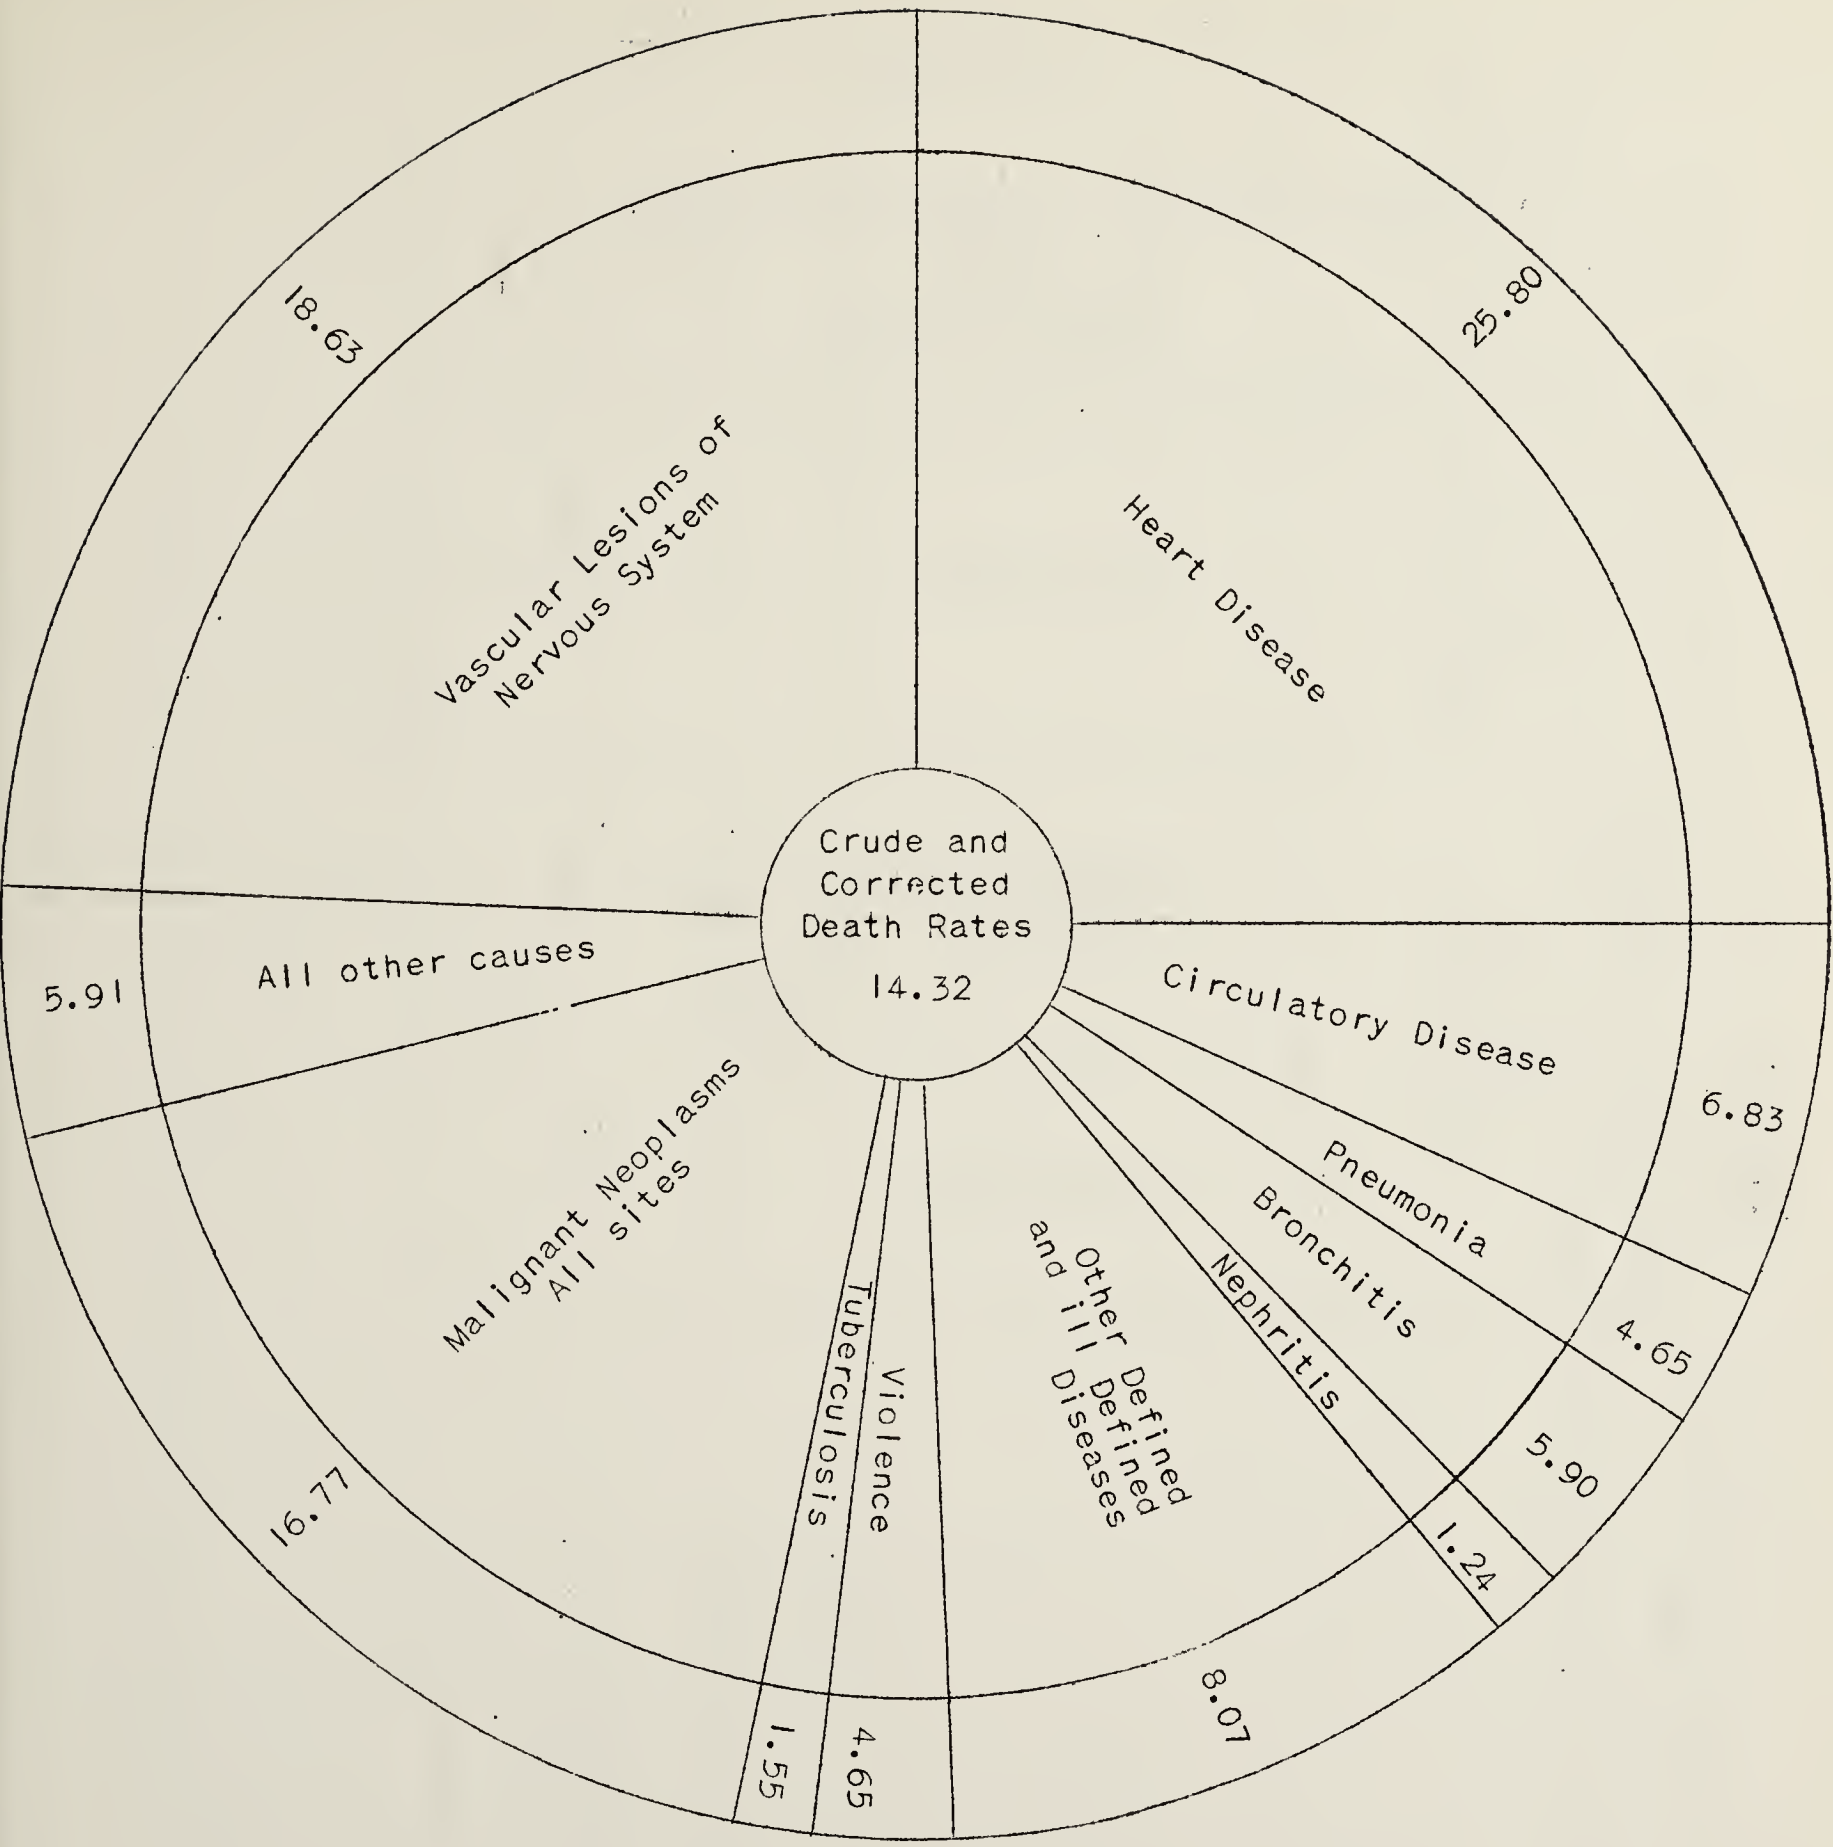 Crude and
Corrected
Death Rates
14.32
Heart Disease
25.80
Circulatory Disease
6.83
Pneumonia
4.65
Bronchitis
5.90
Nephritis
1.24
Other Defined
and ill Defined
Diseases
8.07
Violence
4.65
Tuberculosis
1.55
Malignant Neoplasms
All sites
16.77
All other causes
5.91
Vascular Lesions of
Nervous System
18.63